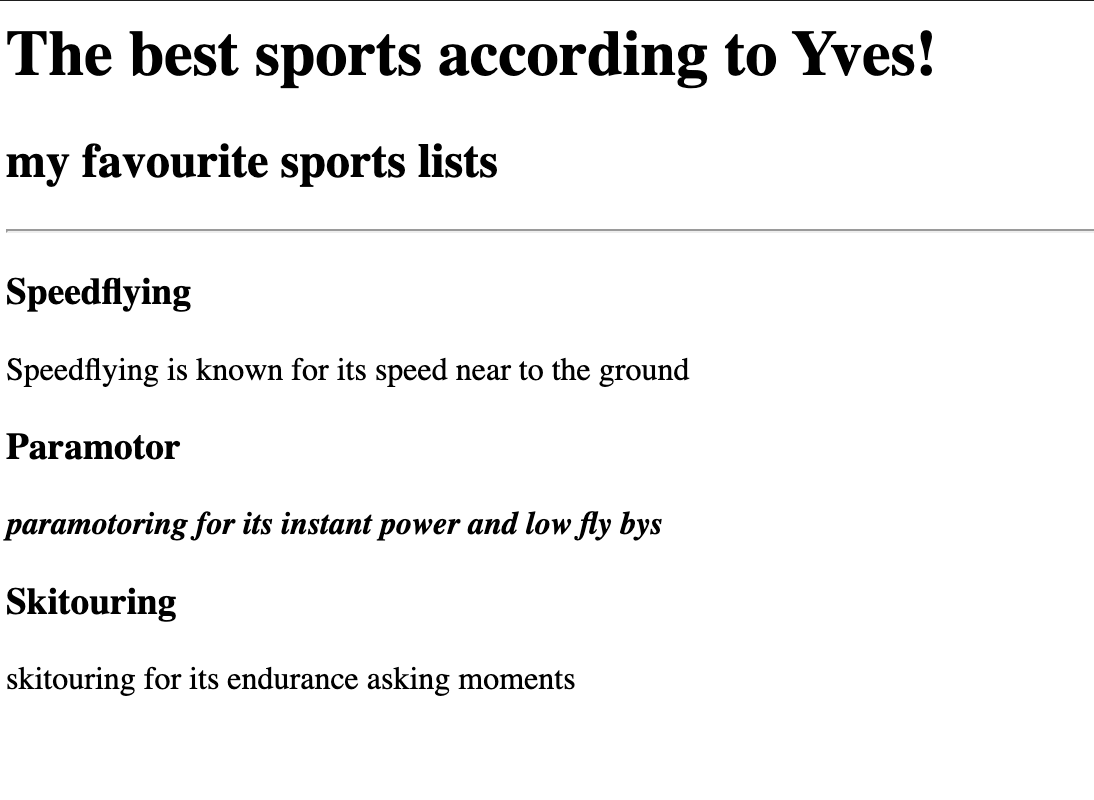 The best sports according to Yves!
my favourite sports lists
Speedflying
Speedflying is known for its speed near to the ground
Paramotor
paramotoring for its instant power and low fly bys
Skitouring
skitouring for its endurance asking moments